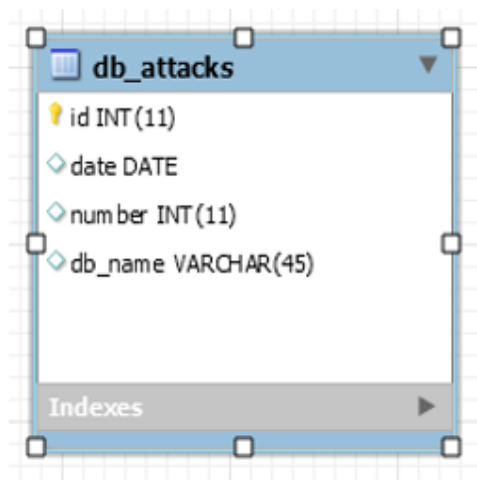 db_attacks
id INT(11)
date DATE
number INT(11)
db_name VARCHAR(45)
Indexes